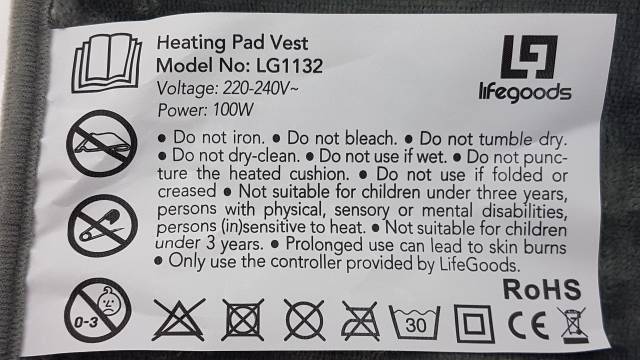 Heating Pad Vest
Model No: LG1132
Voltage: 220-240V~
Power: 100W
lifegoods
• Do not iron. • Do not bleach. • Do not tumble dry.
• Do not dry-clean. • Do not use if wet. • Do not punc-
ture the heated cushion. • Do not use if folded or
creased • Not suitable for children under three years,
persons with physical, sensory or mental disabilities,
persons (in)sensitive to heat. • Not suitable for children
under 3 years. • Prolonged use can lead to skin burns
• Only use the controller provided by LifeGoods.
RoHS
0-3
30
CE